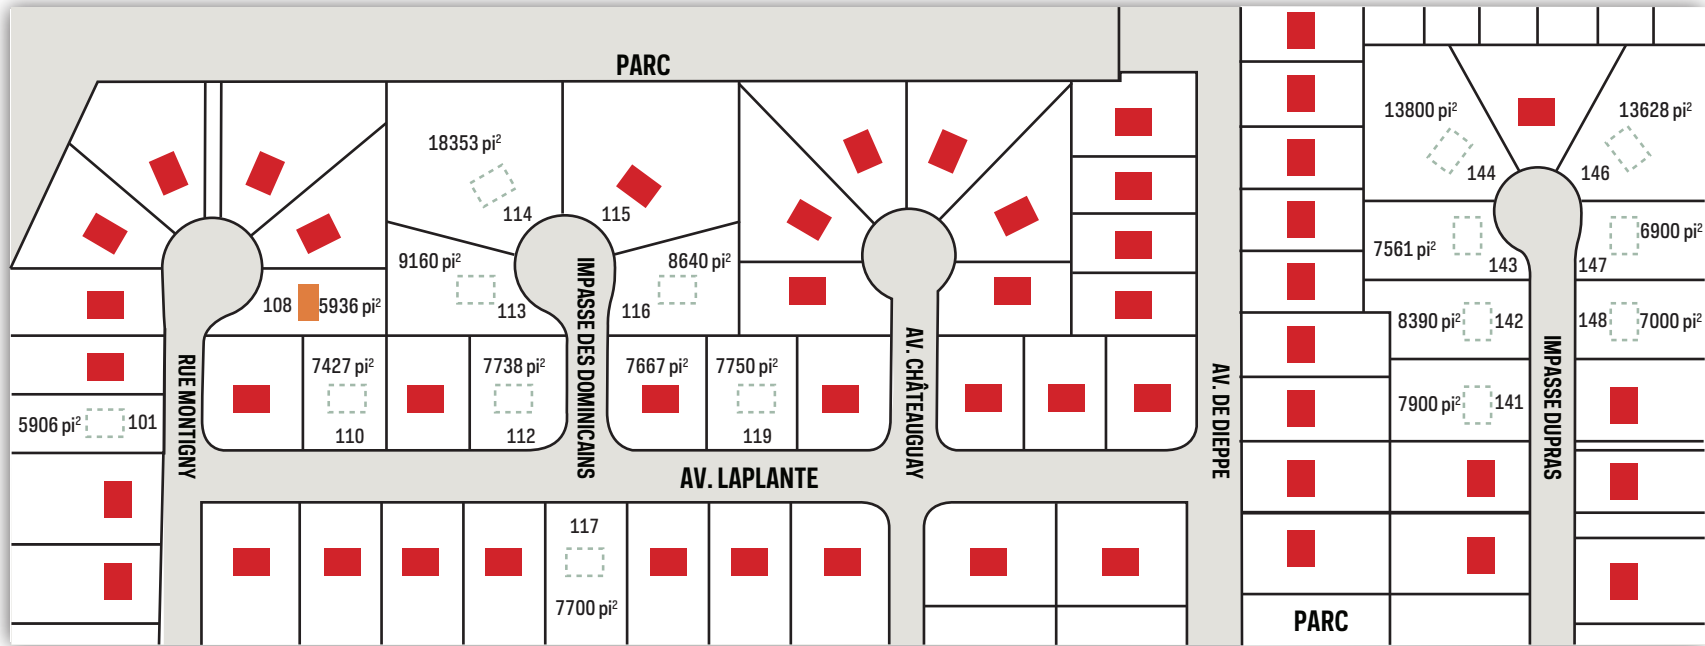 PARC
13800 pi²
13628 pi²
18353 pi²
144
146
114
115
6900 pi²
7561 pi²
9160 pi²
8640 pi²
143
147
108
5936 pi²
113
116
8390 pi²
142
148
7000 pi²
RUE MONTIGNY
7427 pi²
7738 pi²
IMPASSE DES DOMINICAINS
7667 pi²
7750 pi²
AV. CHÂTEAUGUAY
AV. DE DIEPPE
IMPASSE DUPRAS
7900 pi²
141
5906 pi²
101
110
112
119
AV. LAPLANTE
117
7700 pi²
PARC